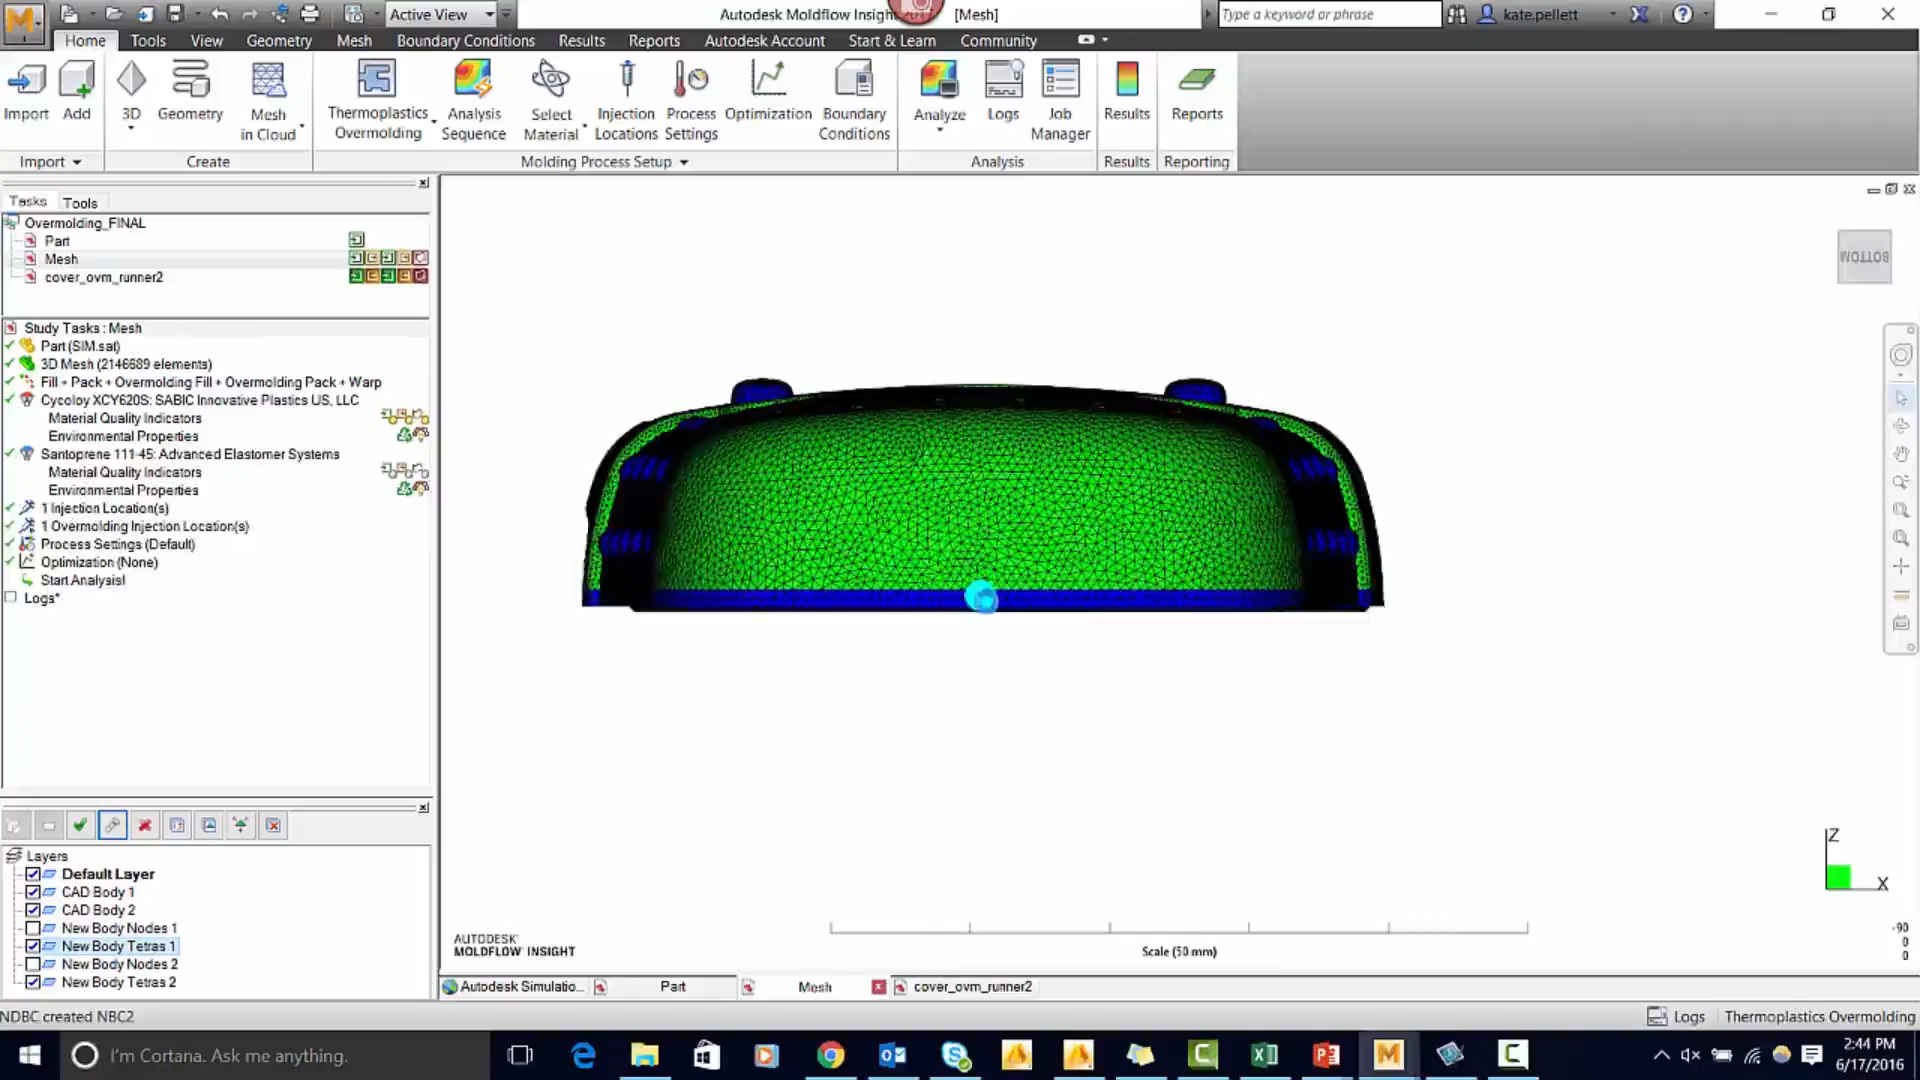 Active View
Autodesk Moldflow Insight [Mesh]
Type a keyword or phrase
kate.pellett
Home Tools View Geometry Mesh Boundary Conditions Results Reports Autodesk Account Start & Learn Community
Import
Add
3D
Geometry
Mesh in Cloud
Thermoplastics Overmolding
Analysis Sequence
Select Material
Injection Locations
Process Settings
Optimization
Boundary Conditions
Analyze
Logs
Job Manager
Results
Reports
Import
Create
Molding Process Setup
Analysis
Results
Reporting
Tasks Tools
Overmolding_FINAL
Part
Mesh
cover_ovm_runner2
Study Tasks : Mesh
Part (SIM.sat)
3D Mesh (2146689 elements)
Fill + Pack + Overmolding Fill + Overmolding Pack + Warp
Cycoloy XCY620S: SABIC Innovative Plastics US, LLC
Material Quality Indicators
Environmental Properties
Santoprene 111-45: Advanced Elastomer Systems
Material Quality Indicators
Environmental Properties
1 Injection Location(s)
1 Overmolding Injection Location(s)
Process Settings (Default)
Optimization (None)
Start Analysis!
Logs*
Layers
Default Layer
CAD Body 1
CAD Body 2
New Body Nodes 1
New Body Tetras 1
New Body Nodes 2
New Body Tetras 2
BOTTOM
Z
X
-90
0
0
AUTODESK
MOLDFLOW INSIGHT
Scale (50 mm)
Autodesk Simulatio...
Part
Mesh
cover_ovm_runner2
NDBC created NBC2
Logs
Thermoplastics Overmolding
I'm Cortana. Ask me anything.
2:44 PM
6/17/2016